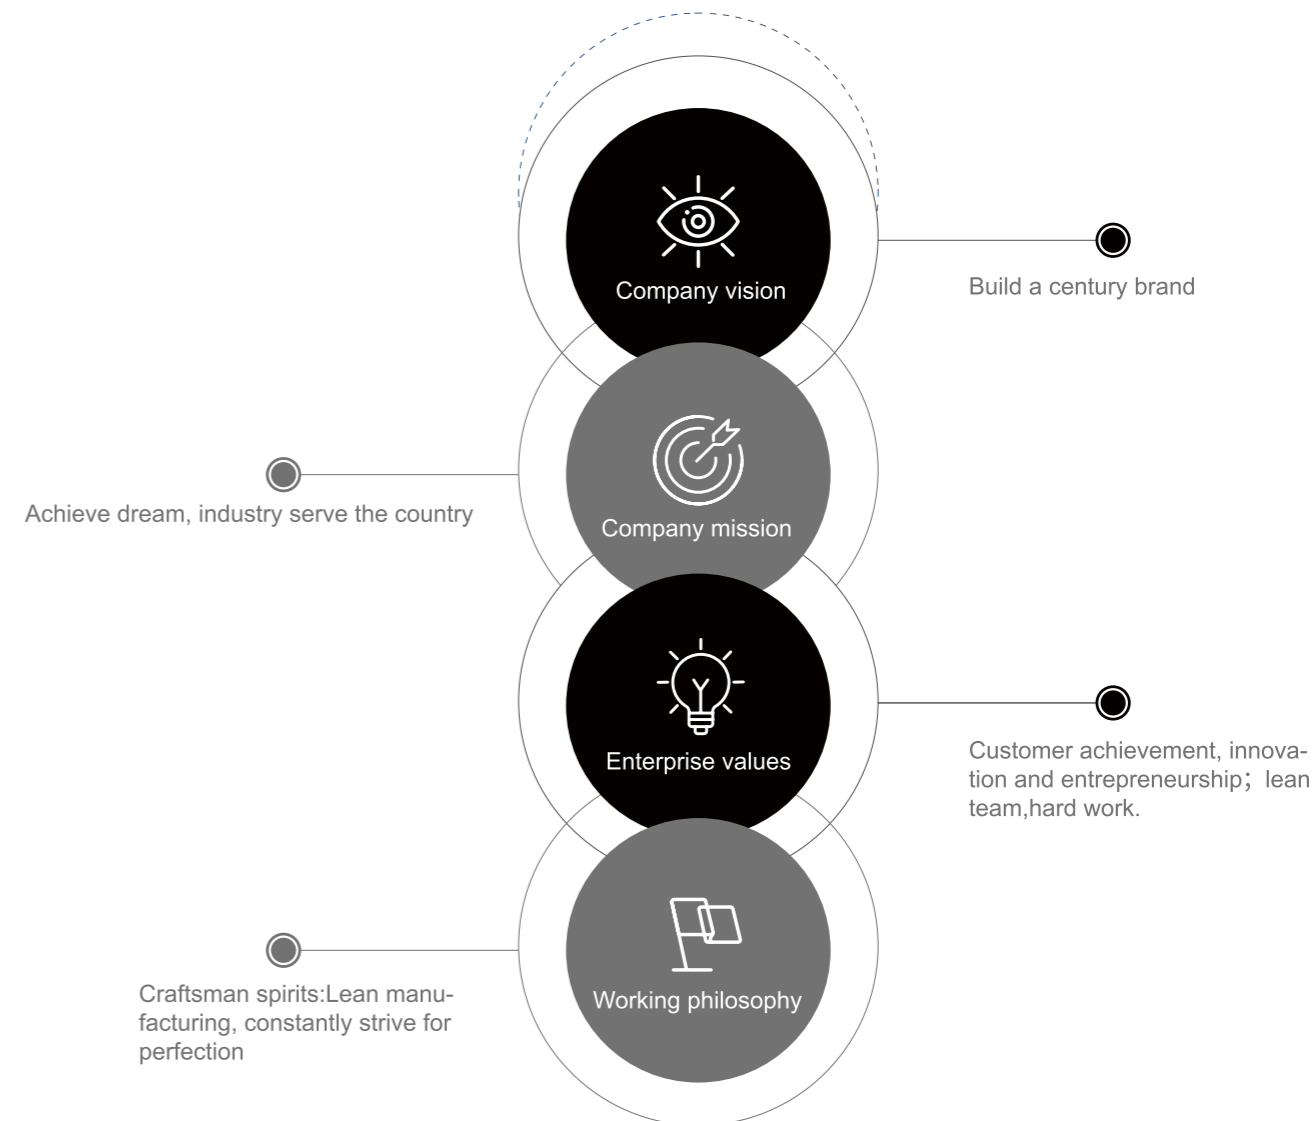 Company vision
Build a century brand
Company mission
Achieve dream, industry serve the country
Enterprise values
Customer achievement, innova-
tion and entrepreneurship；lean
team,hard work.
Working philosophy
Craftsman spirits:Lean manu-
facturing, constantly strive for
perfection